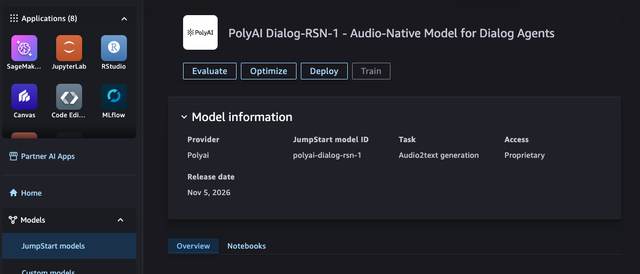 Applications (8)
SageMak...
JupyterLab
RStudio
Canvas
Code Edi...
MLflow
Partner AI Apps
Home
Models
JumpStart models
Custom models
PolyAI
PolyAI Dialog-RSN-1 - Audio-Native Model for Dialog Agents
Evaluate
Optimize
Deploy
Train
Model information
Provider
JumpStart model ID
Task
Access
Polyai
polyai-dialog-rsn-1
Audio2text generation
Proprietary
Release date
Nov 5, 2026
Overview
Notebooks